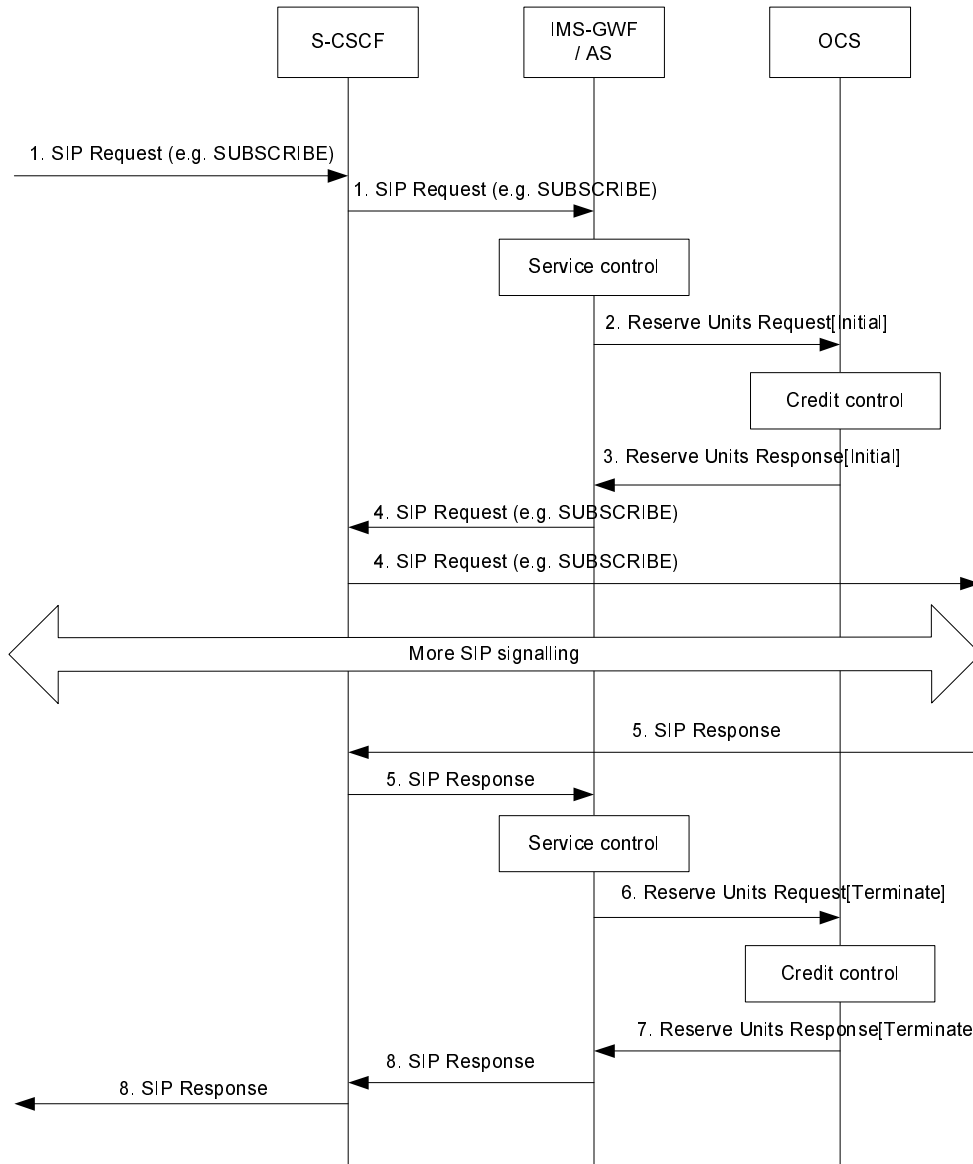 S-CSCF
IMS-GWF
/ AS
OCS
1. SIP Request (e.g. SUBSCRIBE)
1. SIP Request (e.g. SUBSCRIBE)
Service control
2. Reserve Units Request[Initial]
Credit control
3. Reserve Units Response[Initial]
4. SIP Request (e.g. SUBSCRIBE)
4. SIP Request (e.g. SUBSCRIBE)
More SIP signalling
5. SIP Response
5. SIP Response
Service control
6. Reserve Units Request[Terminate]
Credit control
7. Reserve Units Response[Terminate
8. SIP Response
8. SIP Response